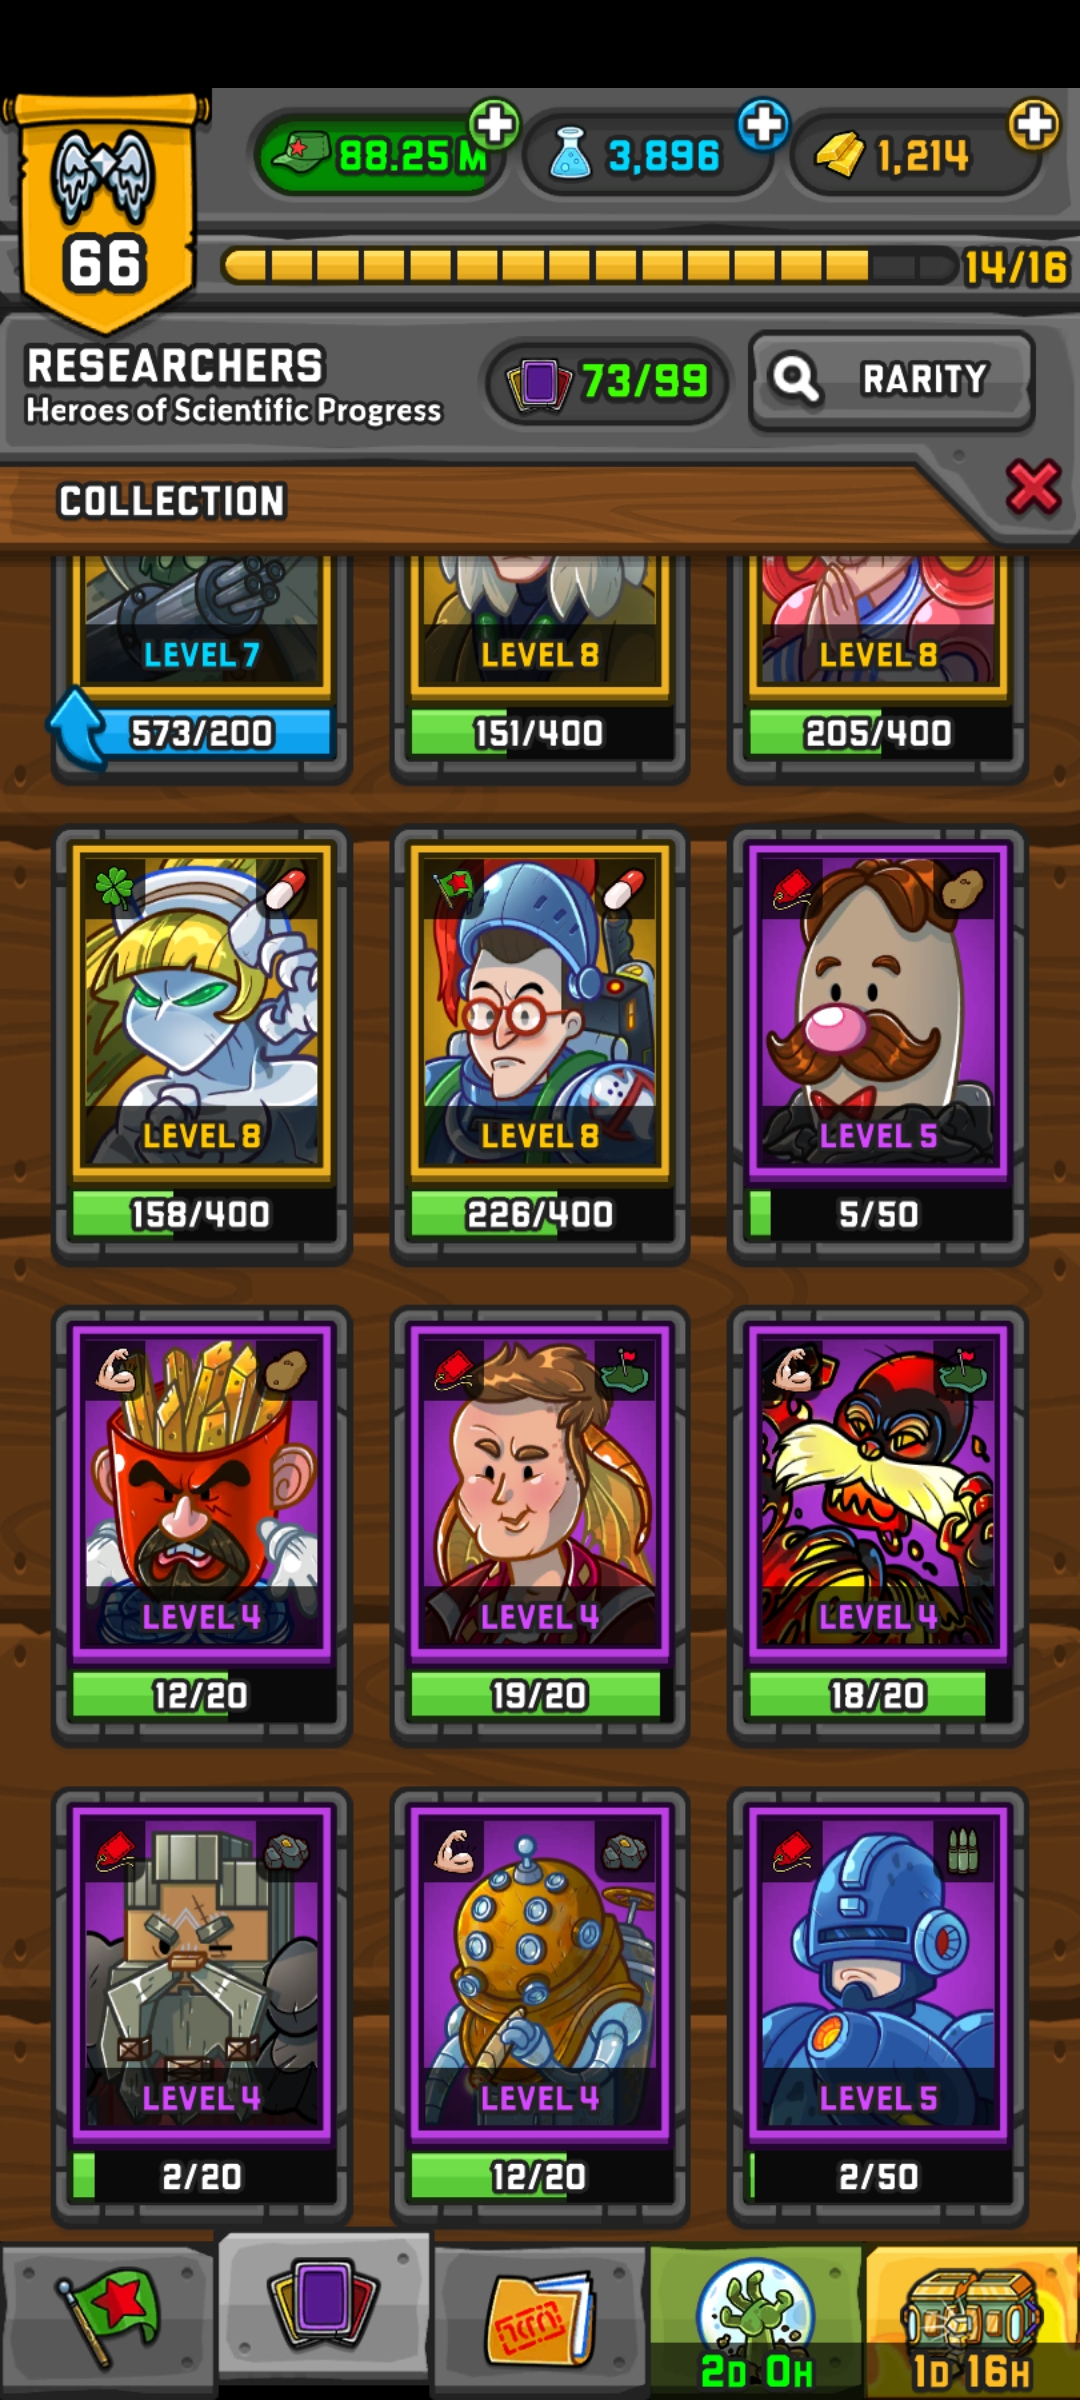 88.25M 3,896 1,214
66
14/16
RESEARCHERS
Heroes of Scientific Progress
73/99
RARITY
COLLECTION
LEVEL 7 LEVEL 8 LEVEL 8
573/200 151/400 205/400
LEVEL 8 LEVEL 8 LEVEL 5
158/400 226/400 5/50
LEVEL 4 LEVEL 4 LEVEL 4
12/20 19/20 18/20
LEVEL 4 LEVEL 4 LEVEL 5
2/20 12/20 2/50
2D 0H 1D 16H